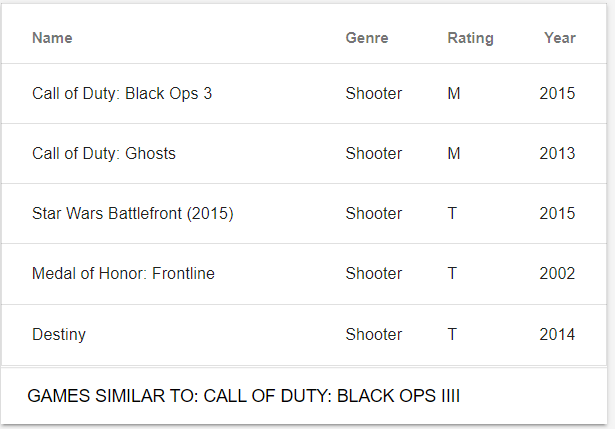 Name Genre Rating Year
Call of Duty: Black Ops 3 Shooter M 2015
Call of Duty: Ghosts Shooter M 2013
Star Wars Battlefront (2015) Shooter T 2015
Medal of Honor: Frontline Shooter T 2002
Destiny Shooter T 2014
GAMES SIMILAR TO: CALL OF DUTY: BLACK OPS IIII